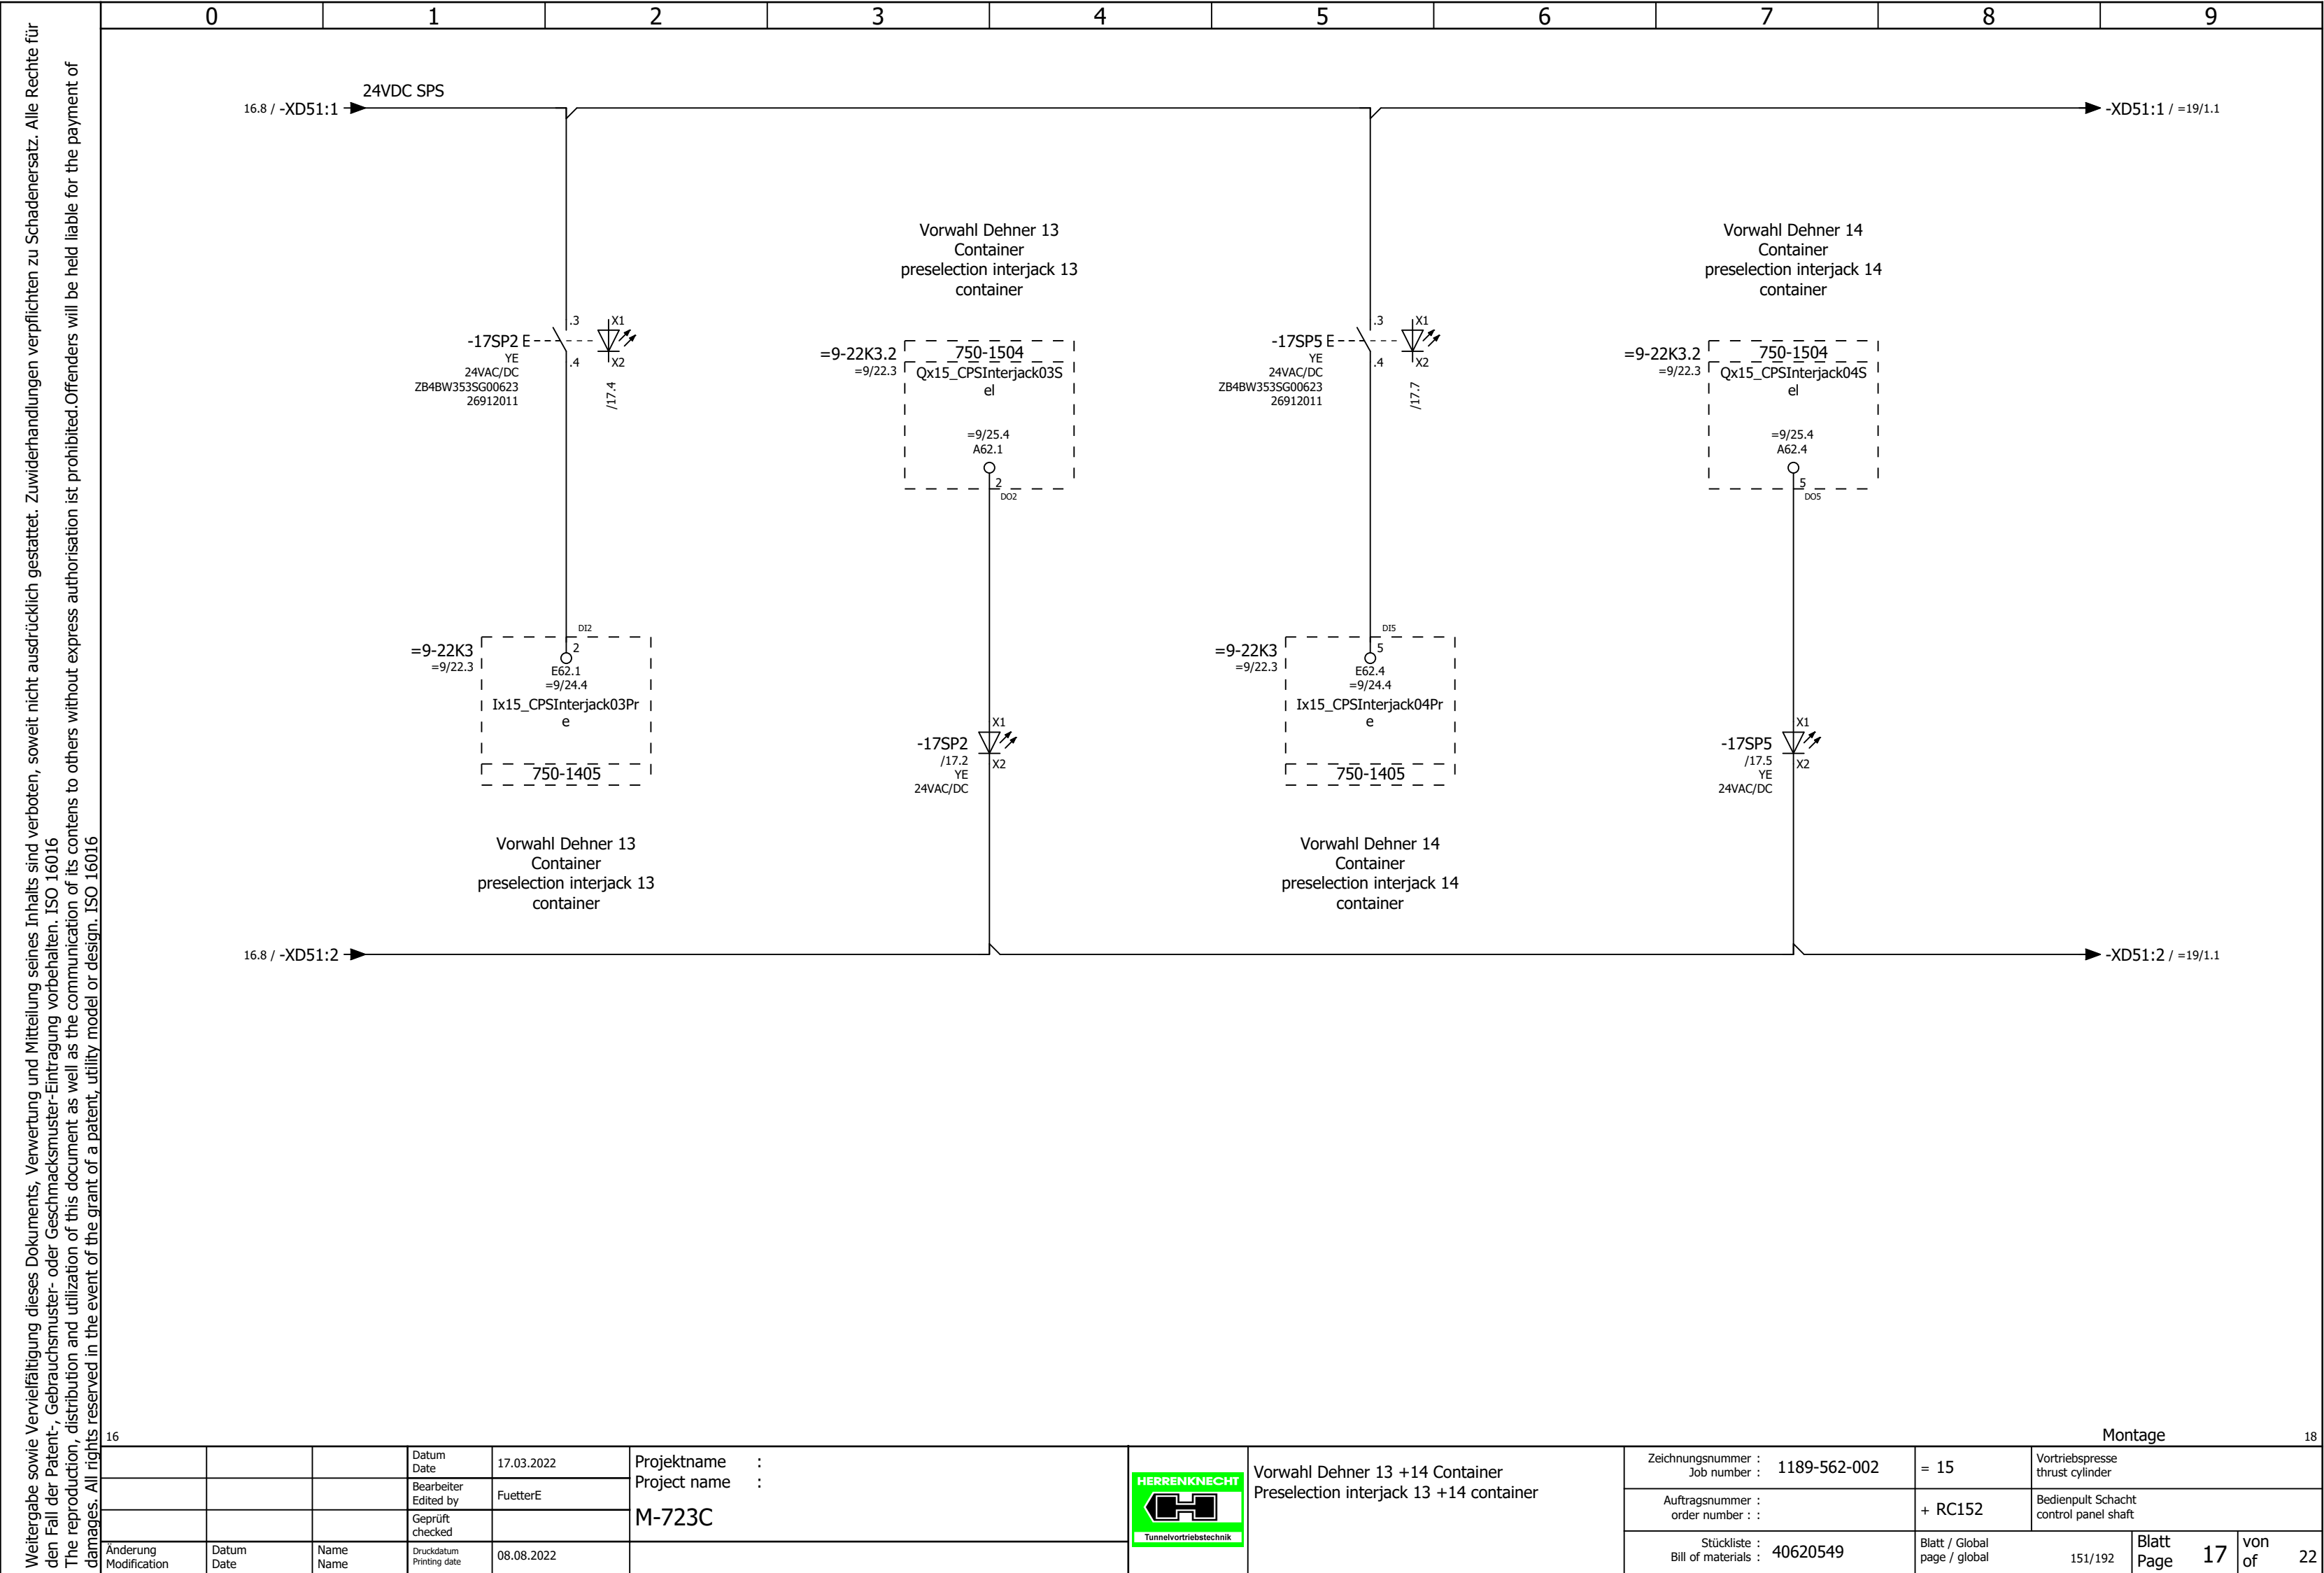 0 1 2 3 4 5 6 7 8 9
Weitergabe sowie Vervielfältigung dieses Dokuments, Verwertung und Mitteilung seines Inhalts sind verboten, soweit nicht ausdrücklich gestattet. Zuwiderhandlungen verpflichten zu Schadenersatz. Alle Rechte für
den Fall der Patent-, Gebrauchsmuster- oder Geschmacksmuster-Eintragung vorbehalten. ISO 16016
The reproduction, distribution and utilization of this document as well as the communication of its contens to others without express authorisation ist prohibited.Offenders will be held liable for the payment of
damages. All rights reserved in the event of the grant of a patent, utility model or design. ISO 16016
24VDC SPS
16.8 / -XD51:1
-XD51:1 / =19/1.1
Vorwahl Dehner 13
Container
preselection interjack 13
container
Vorwahl Dehner 14
Container
preselection interjack 14
container
-17SP2 E
YE
24VAC/DC
ZB4BW353SG00623
26912011
.3
.4
X1
X2
/17.4
=9-22K3.2
=9/22.3
750-1504
Qx15_CPSInterjack03S
el
=9/25.4
A62.1
2
DO2
-17SP5 E
YE
24VAC/DC
ZB4BW353SG00623
26912011
.3
.4
X1
X2
/17.7
=9-22K3.2
=9/22.3
750-1504
Qx15_CPSInterjack04S
el
=9/25.4
A62.4
5
DO5
=9-22K3
=9/22.3
DI2
2
E62.1
=9/24.4
Ix15_CPSInterjack03Pr
e
750-1405
-17SP2
/17.2
YE
24VAC/DC
X1
X2
=9-22K3
=9/22.3
DI5
5
E62.4
=9/24.4
Ix15_CPSInterjack04Pr
e
750-1405
-17SP5
/17.5
YE
24VAC/DC
X1
X2
Vorwahl Dehner 13
Container
preselection interjack 13
container
Vorwahl Dehner 14
Container
preselection interjack 14
container
16.8 / -XD51:2
-XD51:2 / =19/1.1
16
Montage
18
Änderung
Modification
Datum
Date
Name
Name
Datum
Date
17.03.2022
Bearbeiter
Edited by
FuetterE
Geprüft
checked
Druckdatum
Printing date
08.08.2022
Projektname :
Project name :
M-723C
HERRENKNECHT
Tunnelvortriebstechnik
Vorwahl Dehner 13 +14 Container
Preselection interjack 13 +14 container
Zeichnungsnummer :
Job number :
1189-562-002
Auftragsnummer :
order number : :
Stückliste :
Bill of materials :
40620549
= 15
Vortriebspresse
thrust cylinder
+ RC152
Bedienpult Schacht
control panel shaft
Blatt / Global
page / global
151/192
Blatt
Page
17
von
of
22